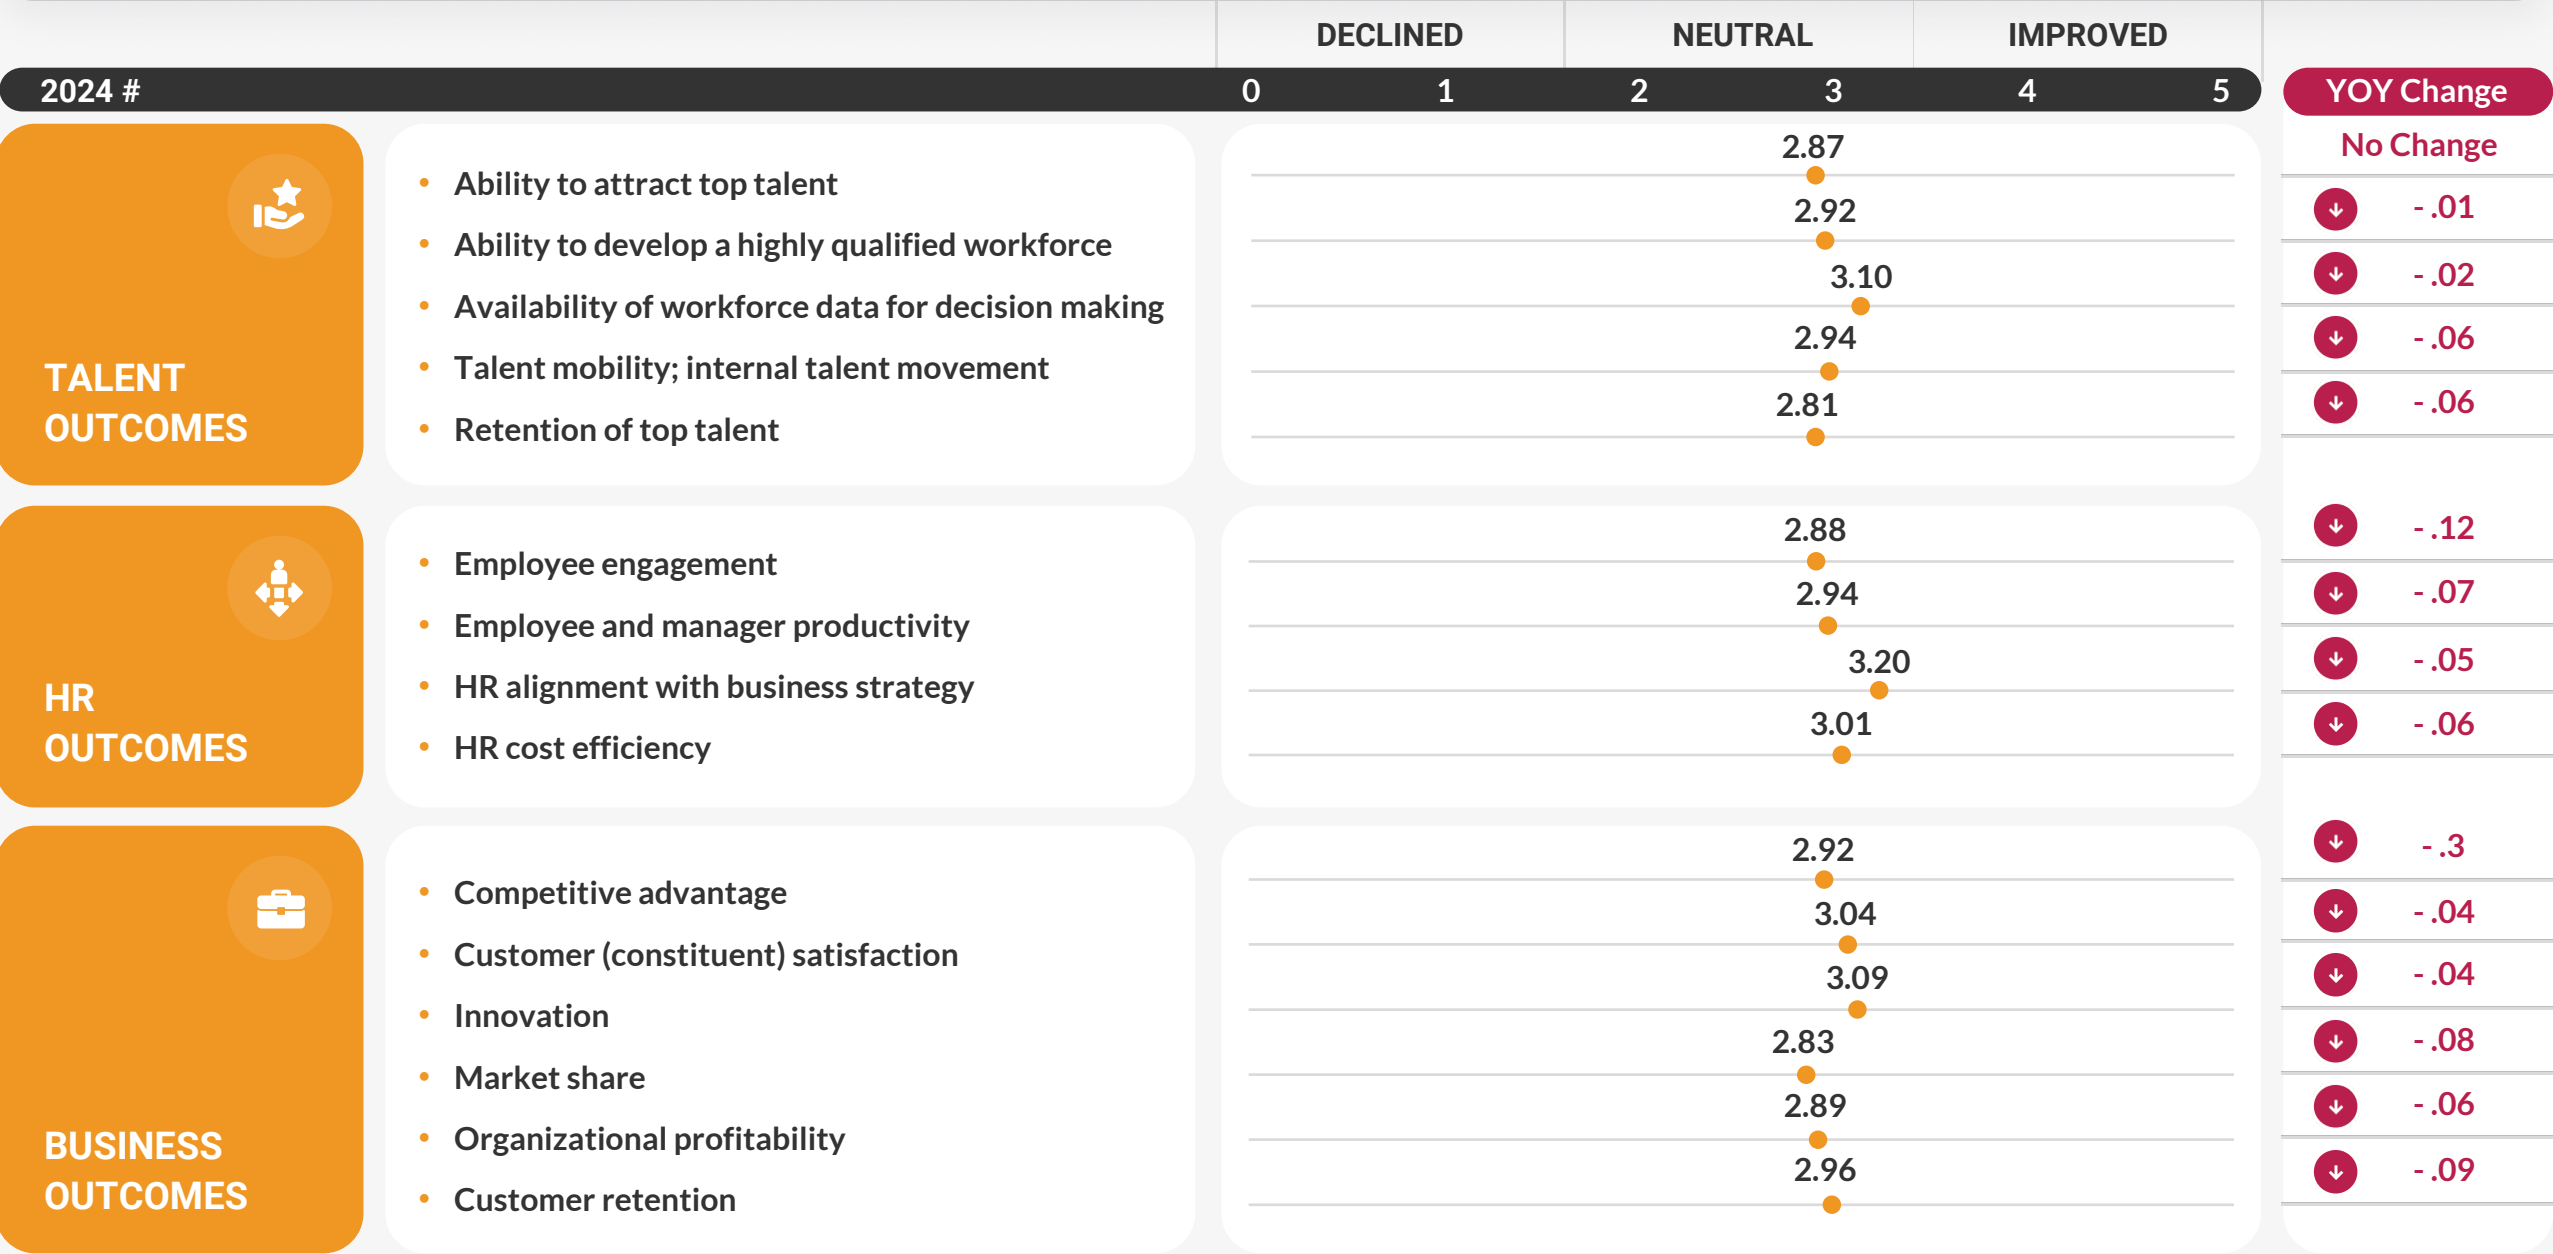 DECLINED NEUTRAL IMPROVED
2024 # 0 1 2 3 4 5 YOY Change
TALENT
OUTCOMES
• Ability to attract top talent 2.87 No Change
• Ability to develop a highly qualified workforce 2.92 - .01
• Availability of workforce data for decision making 3.10 - .02
• Talent mobility; internal talent movement 2.94 - .06
• Retention of top talent 2.81 - .06
HR
OUTCOMES
• Employee engagement 2.88 - .12
• Employee and manager productivity 2.94 - .07
• HR alignment with business strategy 3.20 - .05
• HR cost efficiency 3.01 - .06
BUSINESS
OUTCOMES
• Competitive advantage 2.92 - .3
• Customer (constituent) satisfaction 3.04 - .04
• Innovation 3.09 - .04
• Market share 2.83 - .08
• Organizational profitability 2.89 - .06
• Customer retention 2.96 - .09